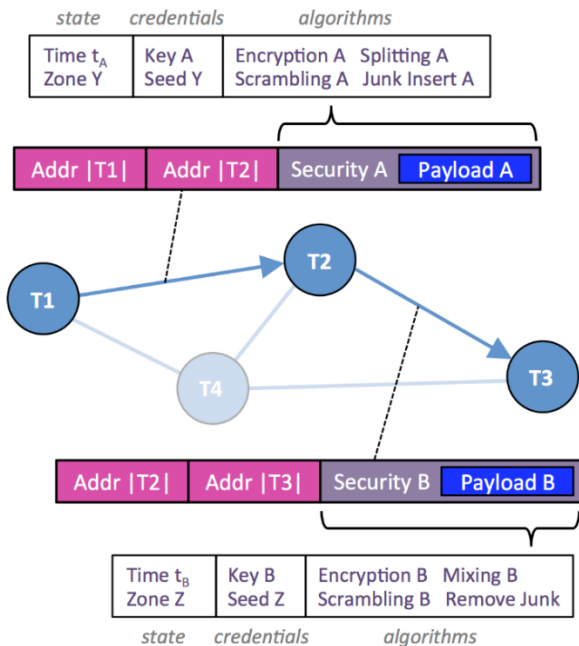 state credentials algorithms
Time tA Key A Encryption A Splitting A
Zone Y Seed Y Scrambling A Junk Insert A
Addr |T1| Addr |T2| Security A Payload A
T2
T1
T3
T4
Addr |T2| Addr |T3| Security B Payload B
Time tB Key B Encryption B Mixing B
Zone Z Seed Z Scrambling B Remove Junk
state credentials algorithms